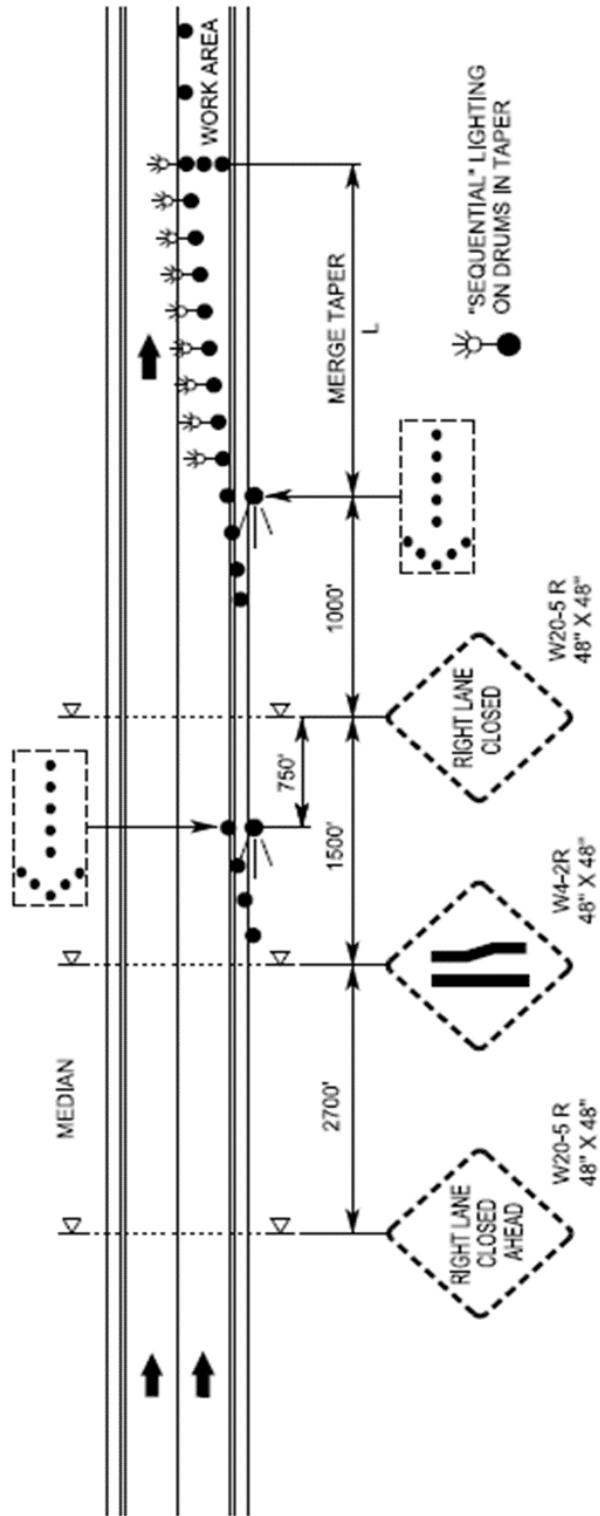 MEDIAN
2700'
1500'
750'
1000'
MERGE TAPER
L
WORK AREA
RIGHT LANE
CLOSED
AHEAD
W20-5 R
48" X 48"
W4-2R
48" X 48"
RIGHT LANE
CLOSED
W20-5 R
48" X 48"
"SEQUENTIAL" LIGHTING
ON DRUMS IN TAPER